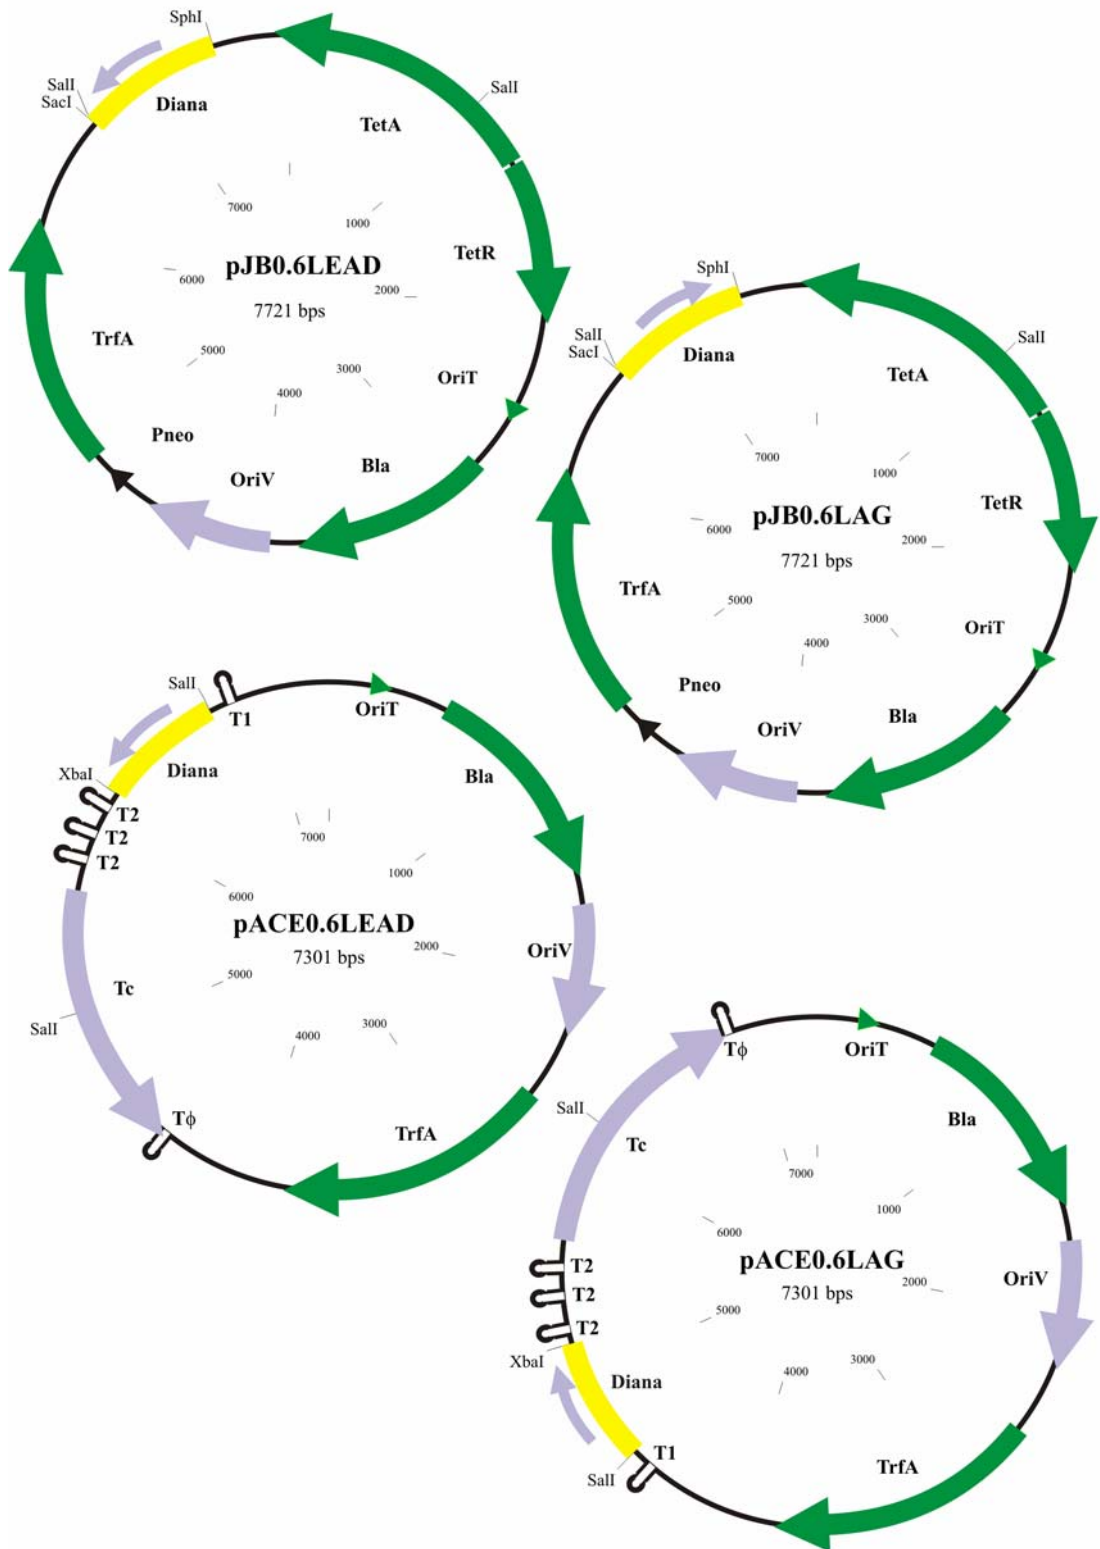 SphI
SalI
SacI
Diana
SalI
TetA
7000
1000
pJB0.6LEAD
7721 bps
TetR
6000
2000
TrfA
5000
4000
3000
OriT
Pneo
OriV
Bla
SphI
SalI
SacI
Diana
SalI
TetA
7000
1000
pJB0.6LAG
7721 bps
TetR
6000
2000
TrfA
5000
4000
3000
OriT
Pneo
OriV
Bla
SalI
T1
OriT
XbaI
Diana
Bla
T2
T2
T2
7000
1000
6000
pACE0.6LEAD
7301 bps
2000
OriV
Tc
5000
SalI
4000
3000
Tϕ
TrfA
Tϕ
OriT
SalI
Tc
Bla
7000
1000
6000
pACE0.6LAG
7301 bps
2000
OriV
T2
T2
T2
5000
XbaI
Diana
4000
3000
SalI
T1
TrfA